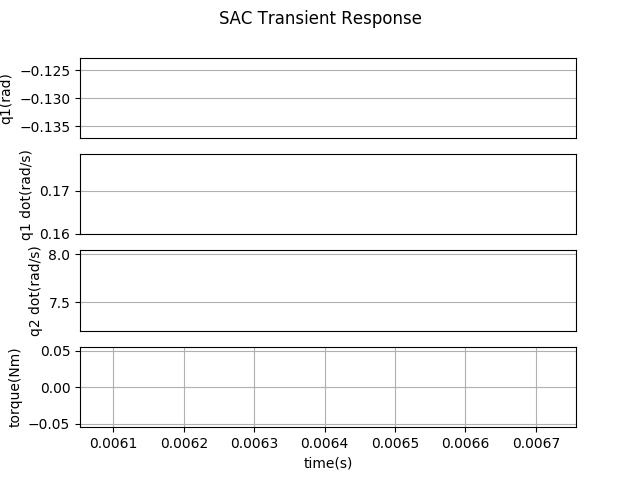 SAC Transient Response
q1(rad)
−0.125
−0.130
−0.135
q1 dot(rad/s)
0.17
0.16
q2 dot(rad/s)
8.0
7.5
torque(Nm)
0.05
0.00
−0.05
0.0061 0.0062 0.0063 0.0064 0.0065 0.0066 0.0067
time(s)